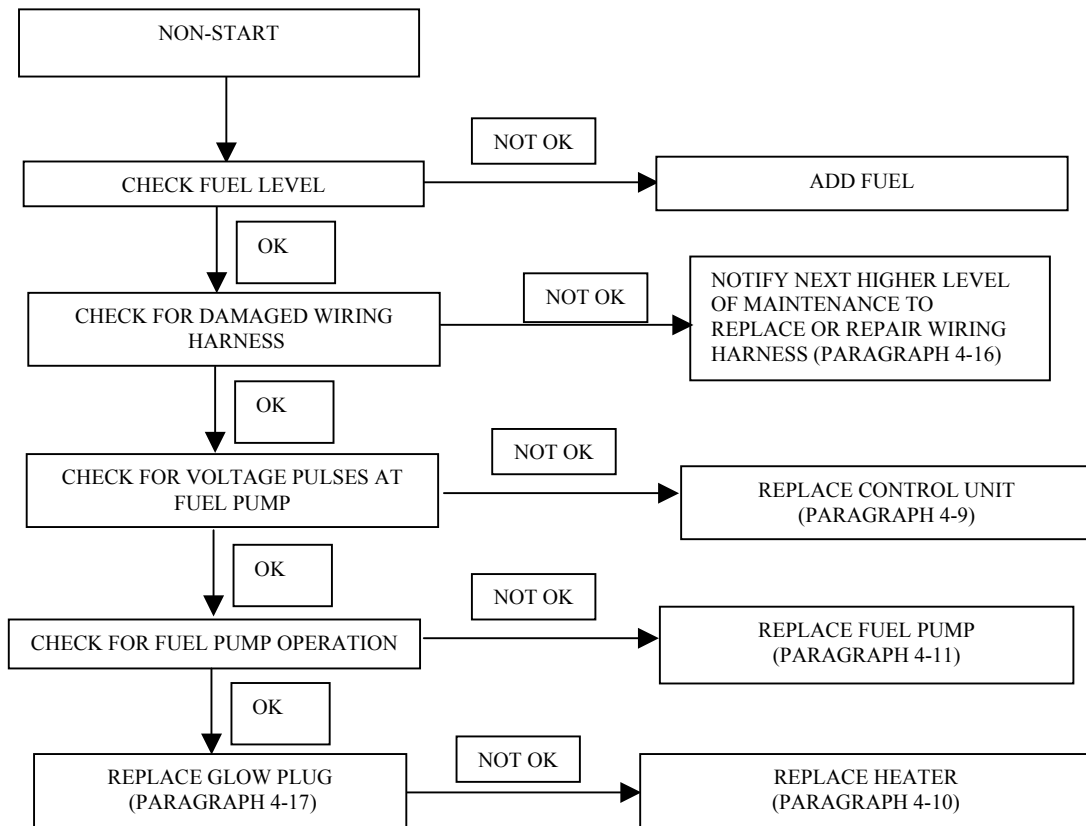 NON-START
NOT OK
CHECK FUEL LEVEL
ADD FUEL
OK
CHECK FOR DAMAGED WIRING
HARNESS
NOT OK
NOTIFY NEXT HIGHER LEVEL
OF MAINTENANCE TO
REPLACE OR REPAIR WIRING
HARNESS (PARAGRAPH 4-16)
OK
CHECK FOR VOLTAGE PULSES AT
FUEL PUMP
NOT OK
REPLACE CONTROL UNIT
(PARAGRAPH 4-9)
OK
CHECK FOR FUEL PUMP OPERATION
NOT OK
REPLACE FUEL PUMP
(PARAGRAPH 4-11)
OK
REPLACE GLOW PLUG
(PARAGRAPH 4-17)
NOT OK
REPLACE HEATER
(PARAGRAPH 4-10)